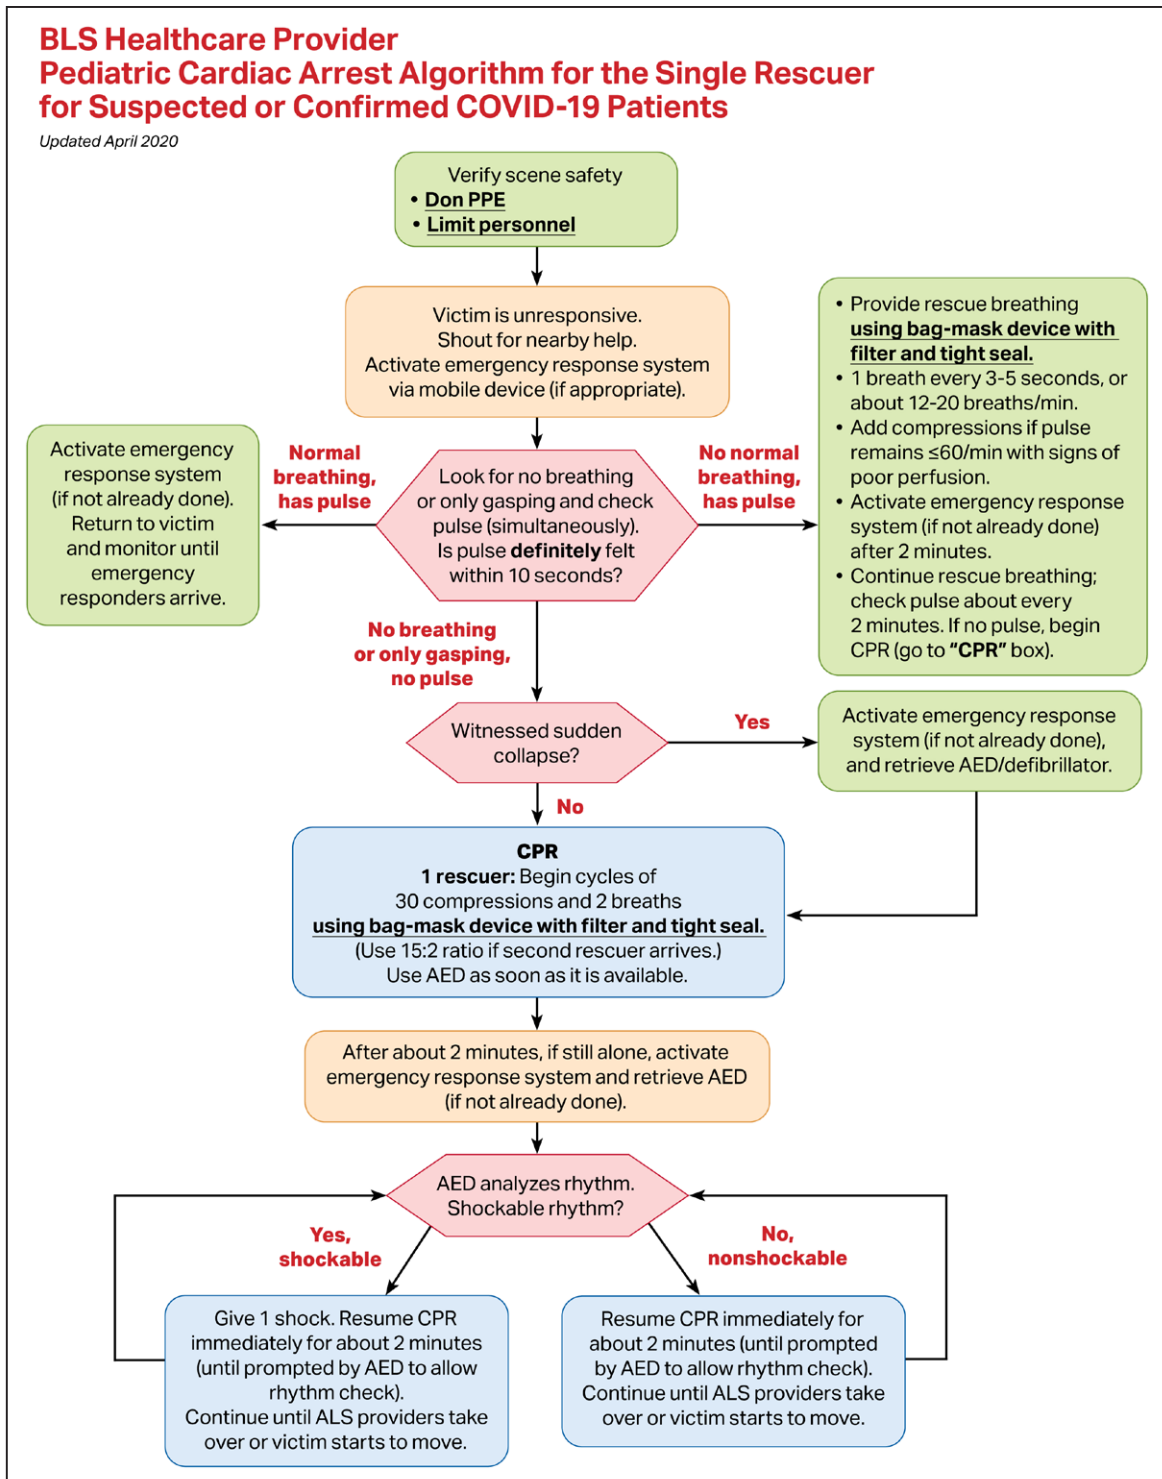 BLS Healthcare Provider
Pediatric Cardiac Arrest Algorithm for the Single Rescuer
for Suspected or Confirmed COVID-19 Patients
Updated April 2020
Verify scene safety
• Don PPE
• Limit personnel
Victim is unresponsive.
Shout for nearby help.
Activate emergency response system
via mobile device (if appropriate).
Normal
breathing,
has pulse
Activate emergency
response system
(if not already done).
Return to victim
and monitor until
emergency
responders arrive.
Look for no breathing
or only gasping and check
pulse (simultaneously).
Is pulse definitely felt
within 10 seconds?
No normal
breathing,
has pulse
• Provide rescue breathing
using bag-mask device with
filter and tight seal.
• 1 breath every 3-5 seconds, or
about 12-20 breaths/min.
• Add compressions if pulse
remains ≤60/min with signs of
poor perfusion.
• Activate emergency response
system (if not already done)
after 2 minutes.
• Continue rescue breathing;
check pulse about every
2 minutes. If no pulse, begin
CPR (go to "CPR" box).
No breathing
or only gasping,
no pulse
Witnessed sudden
collapse?
Yes
Activate emergency response
system (if not already done),
and retrieve AED/defibrillator.
No
CPR
1 rescuer: Begin cycles of
30 compressions and 2 breaths
using bag-mask device with filter and tight seal.
(Use 15:2 ratio if second rescuer arrives.)
Use AED as soon as it is available.
After about 2 minutes, if still alone, activate
emergency response system and retrieve AED
(if not already done).
AED analyzes rhythm.
Shockable rhythm?
Yes,
shockable
No,
nonshockable
Give 1 shock. Resume CPR
immediately for about 2 minutes
(until prompted by AED to allow
rhythm check).
Continue until ALS providers take
over or victim starts to move.
Resume CPR immediately for
about 2 minutes (until prompted
by AED to allow rhythm check).
Continue until ALS providers take
over or victim starts to move.